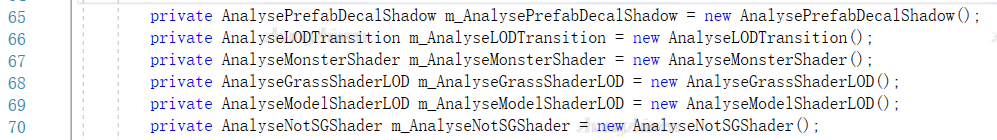 65 private AnalysePrefabDecalShadow m_AnalysePrefabDecalShadow = new AnalysePrefabDecalShadow();
66 private AnalyseLODTransition m_AnalyseLODTransition = new AnalyseLODTransition();
67 private AnalyseMonsterShader m_AnalyseMonsterShader = new AnalyseMonsterShader();
68 private AnalyseGrassShaderLOD m_AnalyseGrassShaderLOD = new AnalyseGrassShaderLOD();
69 private AnalyseModelShaderLOD m_AnalyseModelShaderLOD = new AnalyseModelShaderLOD();
70 private AnalyseNotSGShader m_AnalyseNotSGShader = new AnalyseNotSGShader();